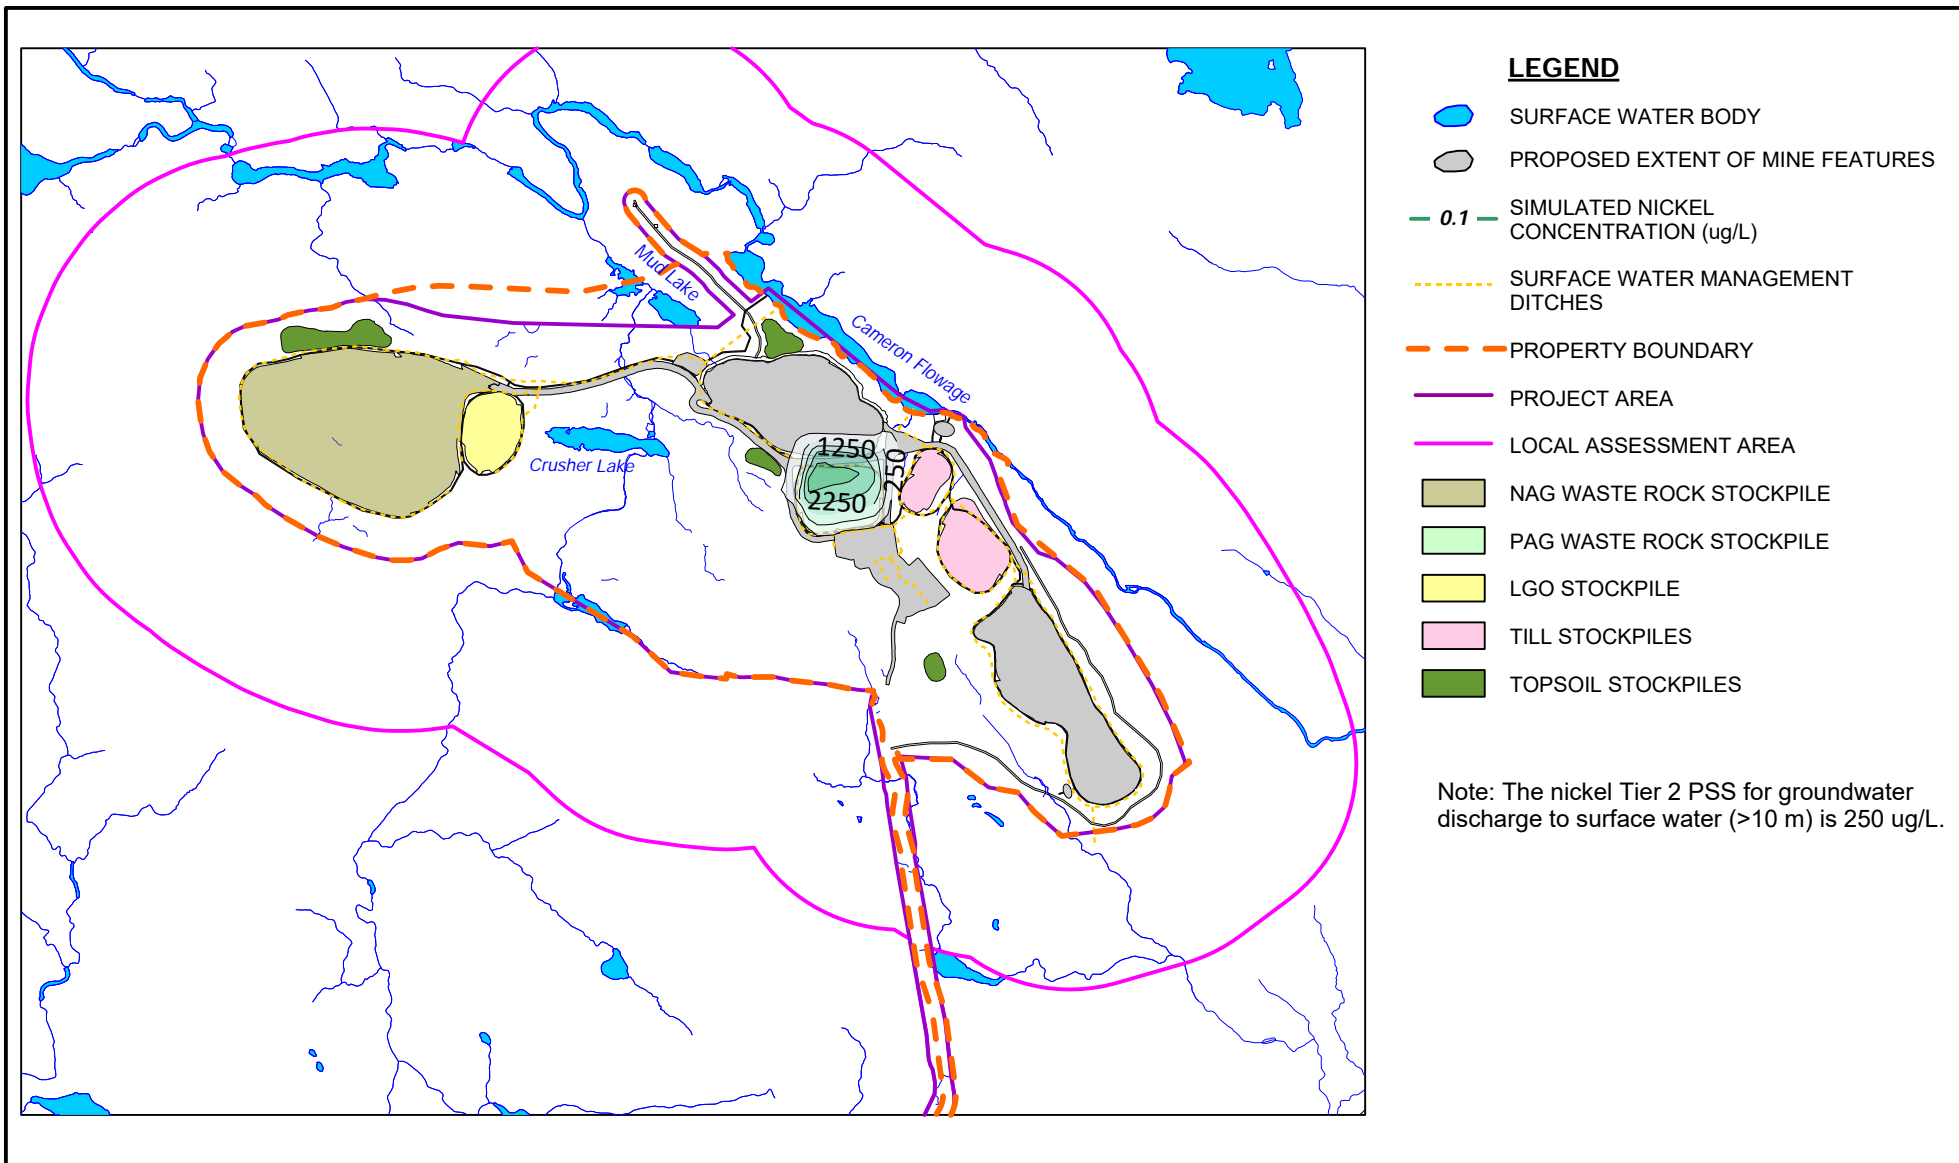 LEGEND
SURFACE WATER BODY
PROPOSED EXTENT OF MINE FEATURES
0.1
SIMULATED NICKEL
CONCENTRATION (ug/L)
SURFACE WATER MANAGEMENT
DITCHES
PROPERTY BOUNDARY
PROJECT AREA
LOCAL ASSESSMENT AREA
NAG WASTE ROCK STOCKPILE
PAG WASTE ROCK STOCKPILE
LGO STOCKPILE
TILL STOCKPILES
TOPSOIL STOCKPILES
Note: The nickel Tier 2 PSS for groundwater
discharge to surface water (>10 m) is 250 ug/L.
Mud Lake
Cameron Flowage
Crusher Lake
1250
250
2250